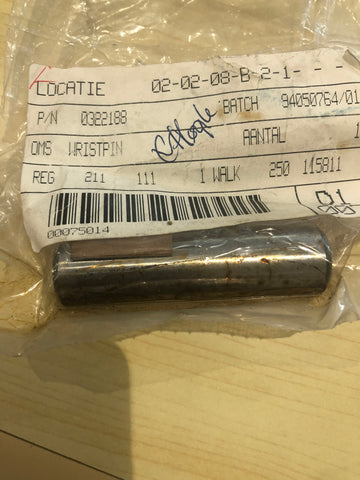 LOCATIE 02-02-08-B-2-1- - -
P/N 0322188 BATCH 94050764/01
AANTAL 1
OMS WRISTPIN
REG 211 111 1 WALK 250 115811
00075014